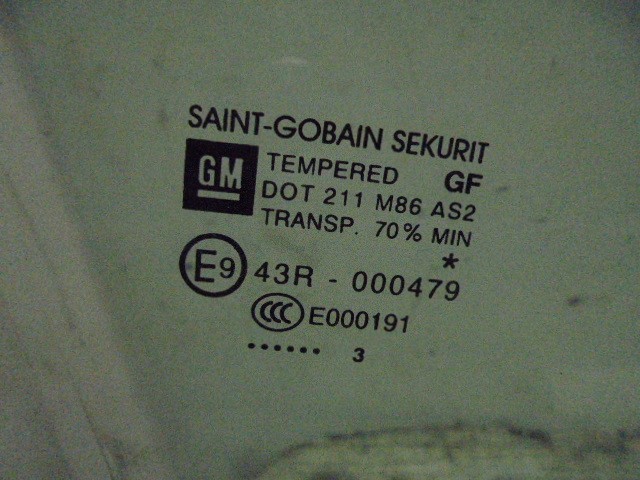 SAINT-GOBAIN SEKURIT
GM TEMPERED GF
DOT 211 M86 AS2
TRANSP. 70% MIN
*
E9 43R - 000479
CCC E000191
...... 3